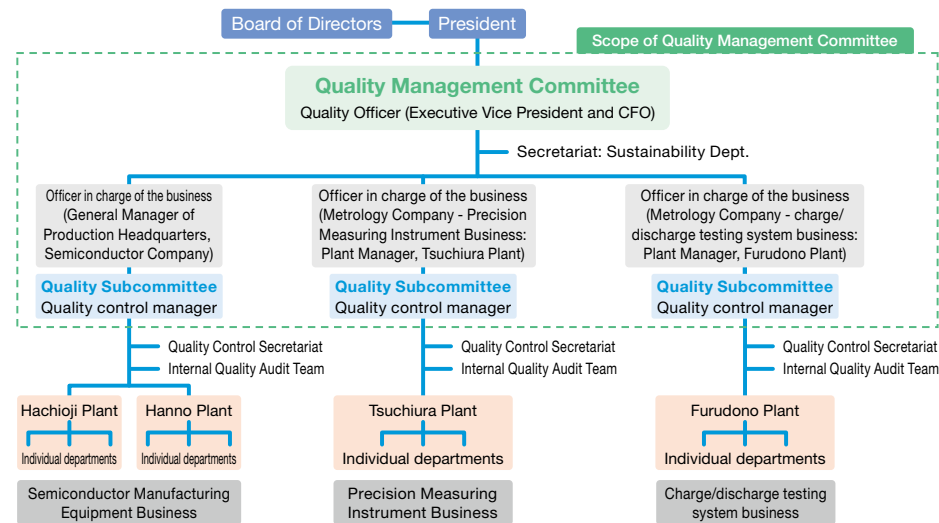 Board of Directors
President
Scope of Quality Management Committee
Quality Management Committee
Quality Officer (Executive Vice President and CFO)
Secretariat: Sustainability Dept.
Officer in charge of the business
(General Manager of
Production Headquarters,
Semiconductor Company)
Quality Subcommittee
Quality control manager
Officer in charge of the business
(Metrology Company - Precision
Measuring Instrument Business:
Plant Manager, Tsuchiura Plant)
Quality Subcommittee
Quality control manager
Officer in charge of the business
(Metrology Company - charge/
discharge testing system business:
Plant Manager, Furudono Plant)
Quality Subcommittee
Quality control manager
Quality Control Secretariat
Internal Quality Audit Team
Quality Control Secretariat
Internal Quality Audit Team
Quality Control Secretariat
Internal Quality Audit Team
Hachioji Plant
Individual departments
Hanno Plant
Individual departments
Tsuchiura Plant
Individual departments
Furudono Plant
Individual departments
Semiconductor Manufacturing
Equipment Business
Precision Measuring
Instrument Business
Charge/discharge testing
system business